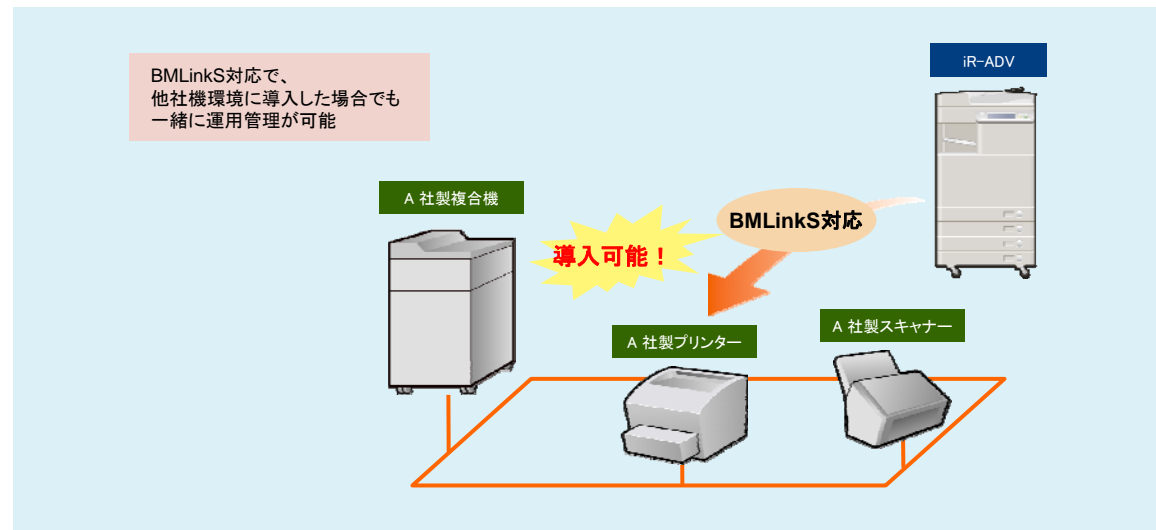 BMLinkS対応で、
他社機環境に導入した場合でも
一緒に運用管理が可能
iR-ADV
A 社製複合機
BMLinkS対応
導入可能！
A 社製プリンター
A 社製スキャナー